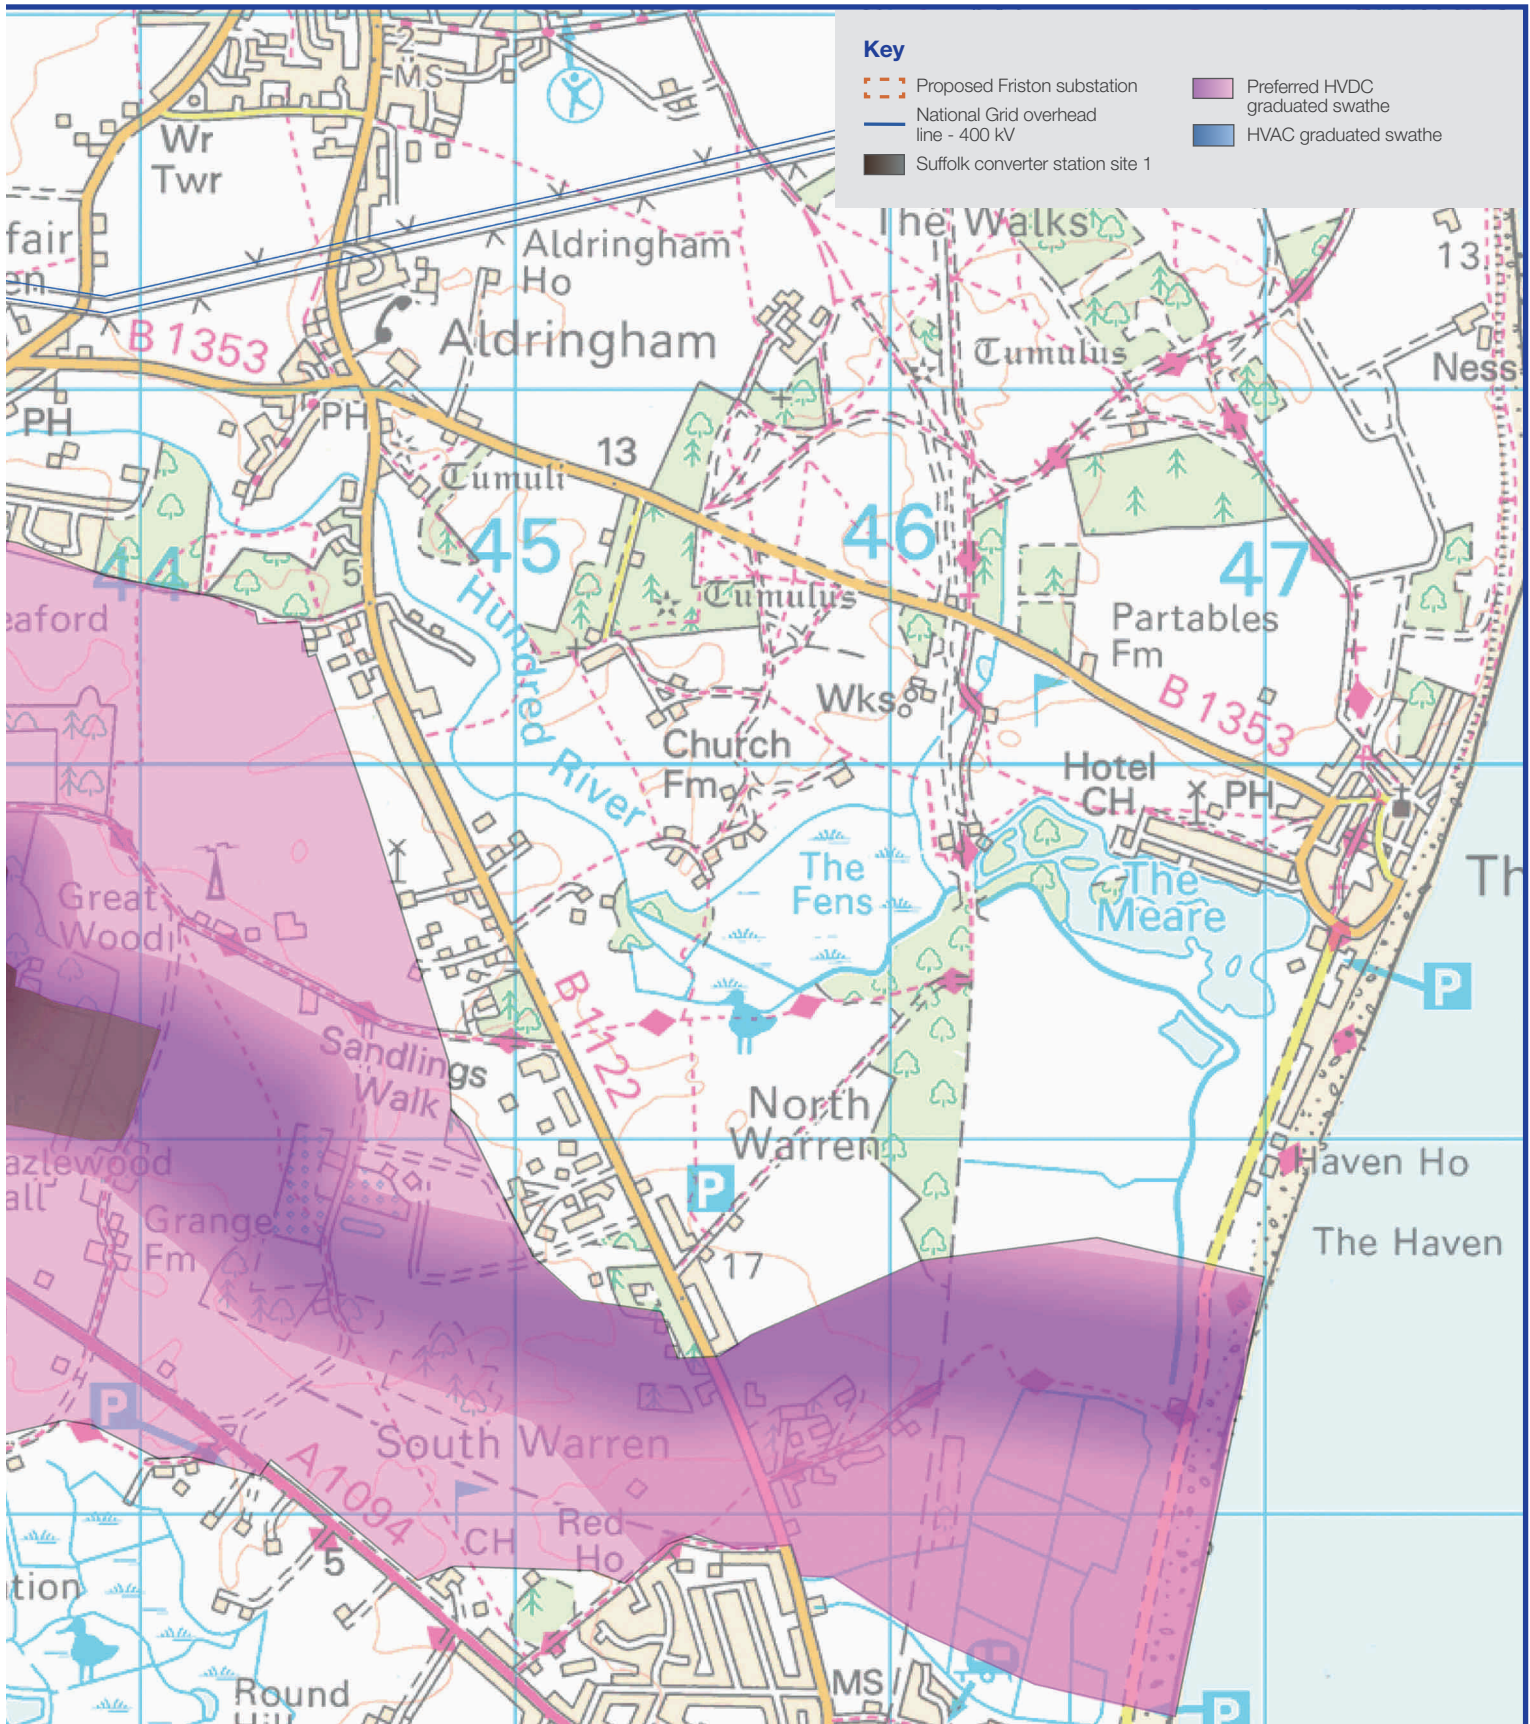 Key
Proposed Friston substation
National Grid overhead
line - 400 kV
Suffolk converter station site 1
Preferred HVDC
graduated swathe
HVAC graduated swathe
2
MS
Wr
Twr
fair
en
The Walks
13
Aldringham
Ho
B 1353
Aldringham
Tumulus
Ness
PH
PH
13
Tumuli
44
45
46
47
5
eaford
Hundred River
Tumulus
Partables
Fm
Wks
B 1353
Church
Fm
Hotel
CH
PH
The
Fens
The
Meare
Th
Great
Wood
P
B 1122
Sandlings
Walk
North
Warren
azlewood
all
P
Haven Ho
Grange
Fm
17
The Haven
P
South Warren
A 1094
CH
Red
Ho
5
tion
MS
Round
P